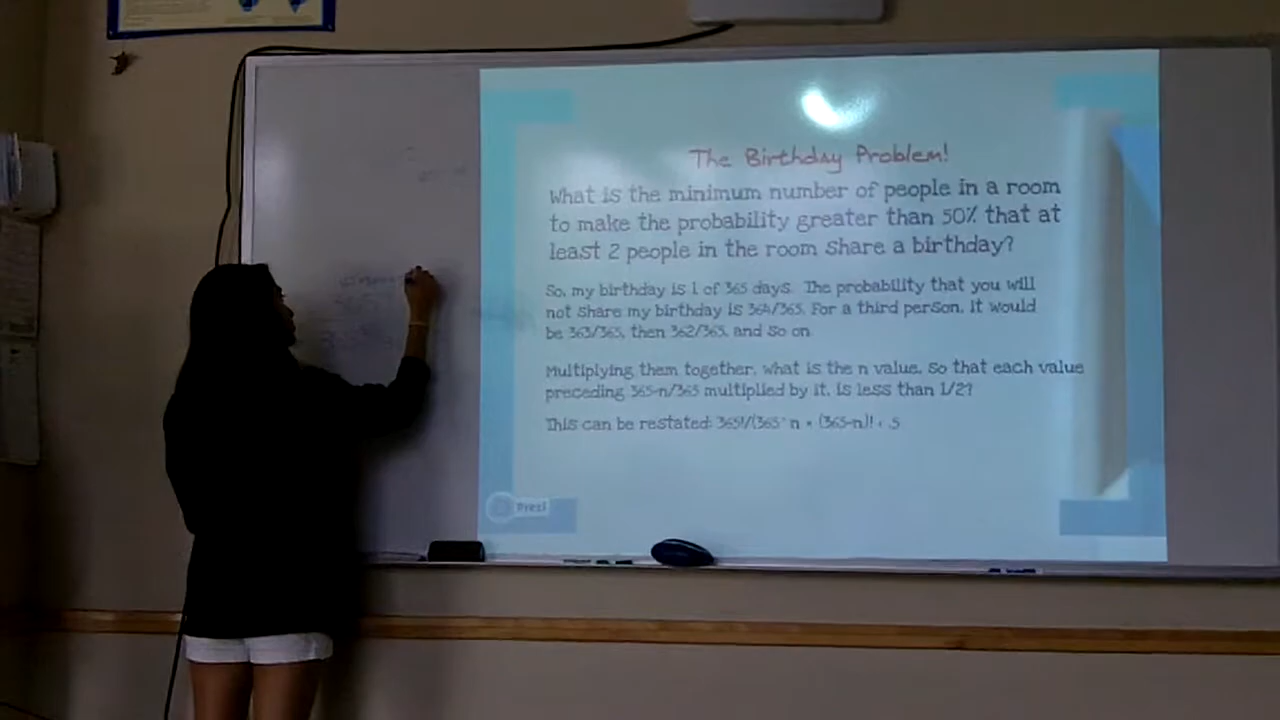 The Birthday Problem!
What is the minimum number of people in a room
to make the probability greater than 50% that at
least 2 people in the room share a birthday?
So, my birthday is 1 of 365 days. The probability that you will
not share my birthday is 364/365. For a third person, it would
be 363/365, then 362/365, and so on
Multiplying them together, what is the n value, so that each value
preceding 365-n/365 multiplied by it, is less than 1/2?
This can be restated: 365!/(365^n * (365-n)! < .5
Prezi